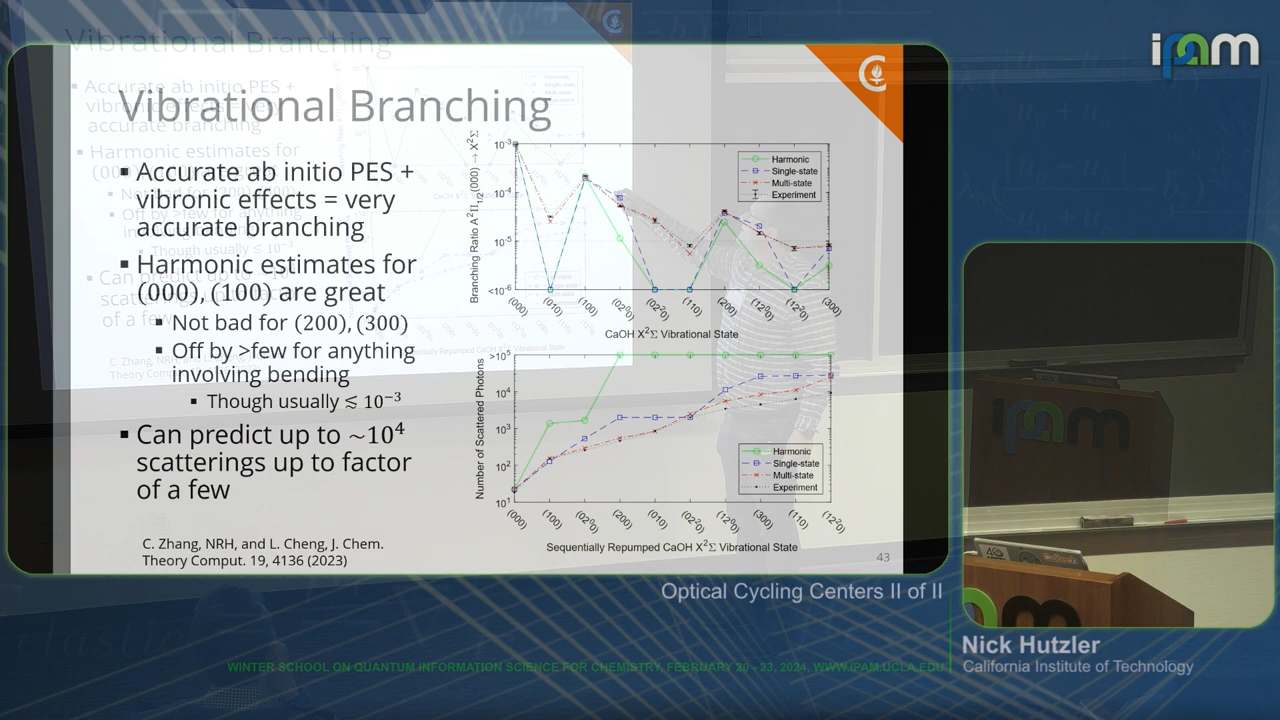 ipam
Vibrational Branching
▪ Accurate ab initio PES +
vibronic effects = very
accurate branching
▪ Harmonic estimates for
(000), (100) are great
▪ Not bad for (200), (300)
▪ Off by >few for anything
involving bending
▪ Though usually ≲ 10⁻³
▪ Can predict up to ~10⁴
scatterings up to factor
of a few
C. Zhang, NRH, and L. Cheng, J. Chem.
Theory Comput. 19, 4136 (2023)
Branching Ratio A²Π₁/₂(000) → X²Σ
10⁻³
10⁻⁴
10⁻⁵
<10⁻⁶
Harmonic
Single-state
Multi-state
Experiment
(000) (010) (100) (02⁰0) (02²0) (110) (200) (12⁰0) (12²0) (300)
CaOH X²Σ Vibrational State
Number of Scattered Photons
>10⁵
10⁴
10³
10²
10¹
Harmonic
Single-state
Multi-state
Experiment
(000) (100) (02⁰0) (200) (010) (02²0) (12⁰0) (300) (110) (12²0)
Sequentially Repumped CaOH X²Σ Vibrational State
43
Optical Cycling Centers II of II
Nick Hutzler
California Institute of Technology
WINTER SCHOOL ON QUANTUM INFORMATION SCIENCE FOR CHEMISTRY, FEBRUARY 20 - 23, 2024, WWW.IPAM.UCLA.EDU